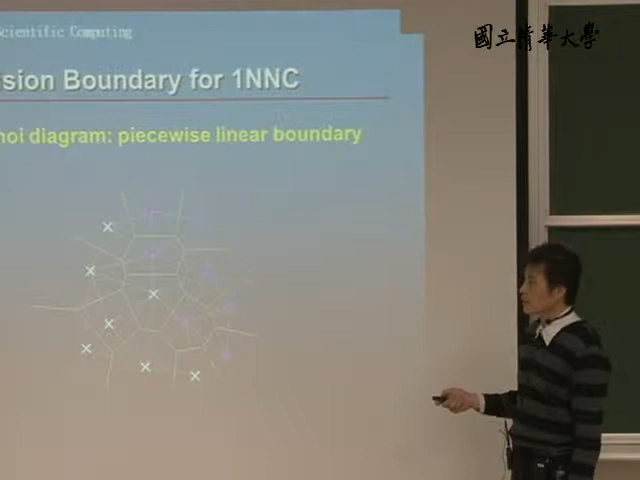 Scientific Computing
國立清華大學
sion Boundary for 1NNC
noi diagram: piecewise linear boundary